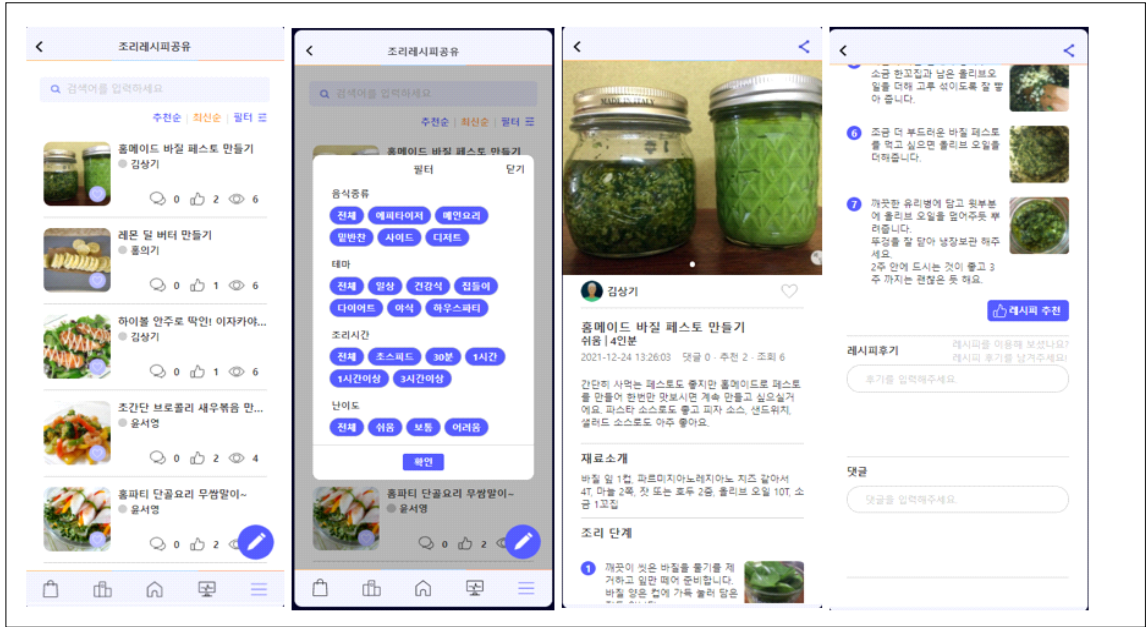 조리레시피공유
검색어를 입력하세요
추천순 | 최신순 | 필터
홈메이드 바질 페스토 만들기
김상기
0 2 6
레몬 딜 버터 만들기
홍의기
0 1 6
하이볼 안주로 딱인! 이자카야...
김상기
0 1 6
초간단 브로콜리 새우볶음 만...
윤서영
0 2 4
홈파티 단골요리 무쌈말이~
윤서영
0 2
조리레시피공유
검색어를 입력하세요
추천순 | 최신순 | 필터
홈메이드 바질 페스토 만들기
필터 닫기
음식종류
전체 에피타이저 메인요리
밑반찬 사이드 디저트
테마
전체 일상 건강식 집들이
다이어트 야식 하우스파티
조리시간
전체 초스피드 30분 1시간
1시간이상 3시간이상
난이도
전체 쉬움 보통 어려움
확인
홈파티 단골요리 무쌈말이~
윤서영
0 2
MADE IN ITALY
김상기
홈메이드 바질 페스토 만들기
쉬움 | 4인분
2021-12-24 13:26:03 댓글 0 · 추천 2 · 조회 6
간단히 사먹는 페스토도 좋지만 홈메이드로 페스토
를 만들어 한번만 맛보시면 계속 만들고 싶으실거
에요. 파스타 소스로도 좋고 피자 소스, 샌드위치,
샐러드 소스로도 아주 좋아요.
재료소개
바질 잎 1컵, 파르미지아노레지아노 치즈 갈아서
4T, 마늘 2쪽, 잣 또는 호두 2줌, 올리브 오일 10T, 소
금 1꼬집
조리 단계
1 깨끗이 씻은 바질을 물기를 제
거하고 잎만 떼어 준비합니다.
바질 양은 컵에 가득 눌러 담은
소금 한꼬집과 남은 올리브오
일을 더해 고루 섞이도록 잘 빻
아 줍니다.
6 조금 더 부드러운 바질 페스토
를 먹고 싶으면 올리브 오일을
더해줍니다.
7 깨끗한 유리병에 담고 윗부분
에 올리브 오일을 덮어주듯 뿌
려줍니다.
뚜껑을 잘 닫아 냉장보관 해주
세요.
2주 안에 드시는 것이 좋고 3
주 까지는 괜찮은 듯 해요.
레시피 추천
레시피후기 레시피를 이용해 보셨나요?
레시피 후기를 남겨주세요!
후기를 입력해주세요.
댓글
댓글을 입력해주세요.